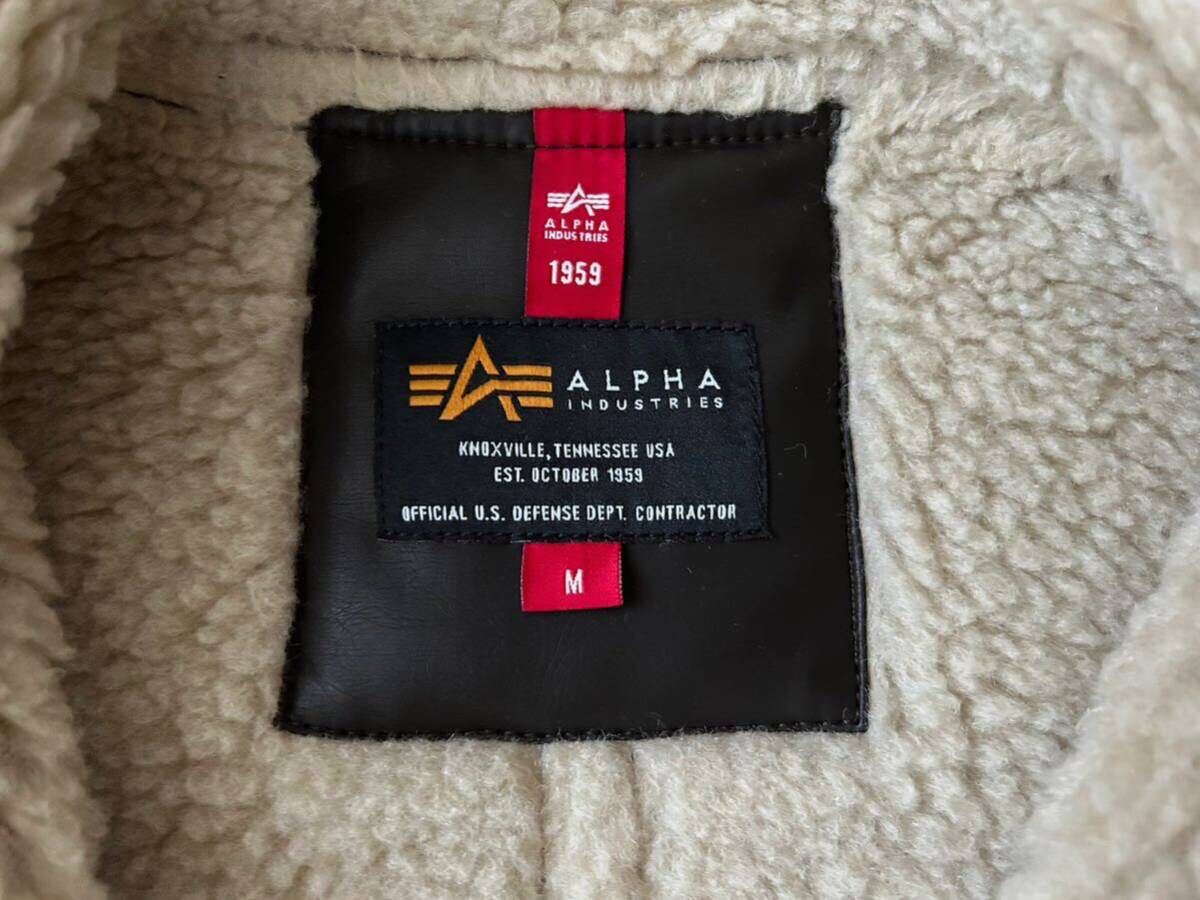 ALPHA
INDUSTRIES
1959
ALPHA
INDUSTRIES
KNOXVILLE, TENNESSEE USA
EST. OCTOBER 1959
OFFICIAL U.S. DEFENSE DEPT. CONTRACTOR
M